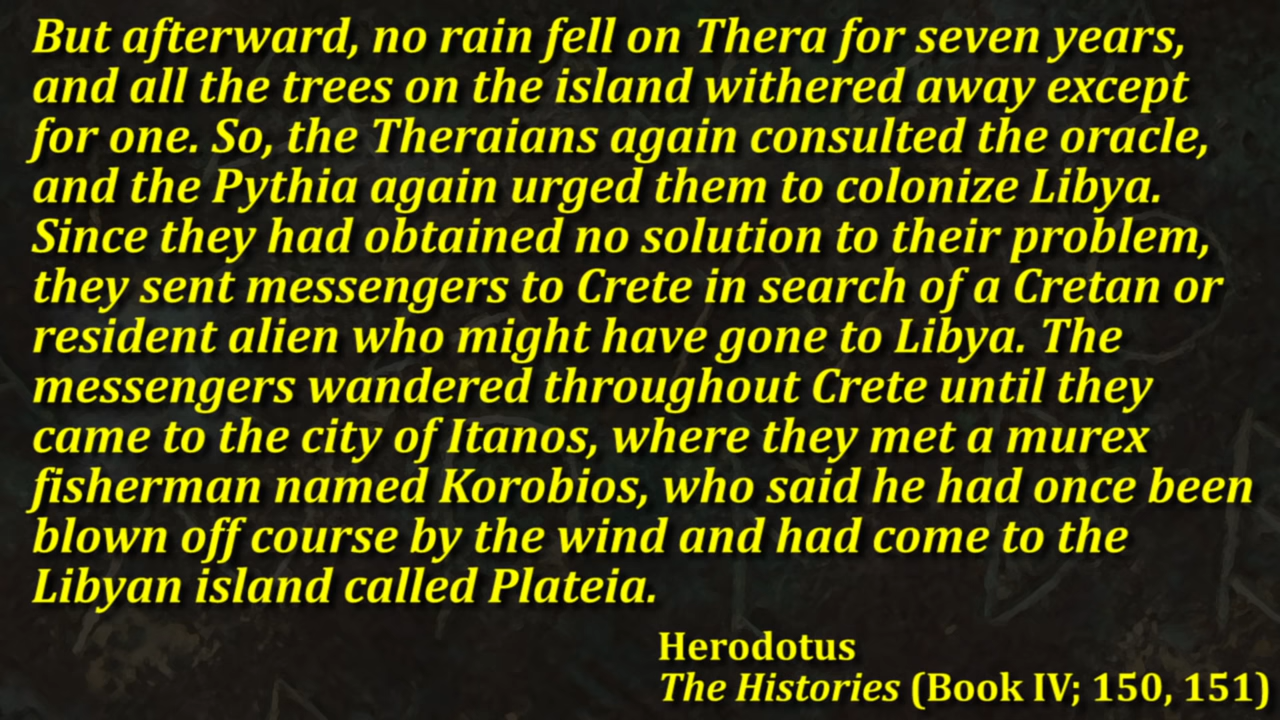 But afterward, no rain fell on Thera for seven years,
and all the trees on the island withered away except
for one. So, the Theraians again consulted the oracle,
and the Pythia again urged them to colonize Libya.
Since they had obtained no solution to their problem,
they sent messengers to Crete in search of a Cretan or
resident alien who might have gone to Libya. The
messengers wandered throughout Crete until they
came to the city of Itanos, where they met a murex
fisherman named Korobios, who said he had once been
blown off course by the wind and had come to the
Libyan island called Plateia.
Herodotus
The Histories (Book IV; 150, 151)